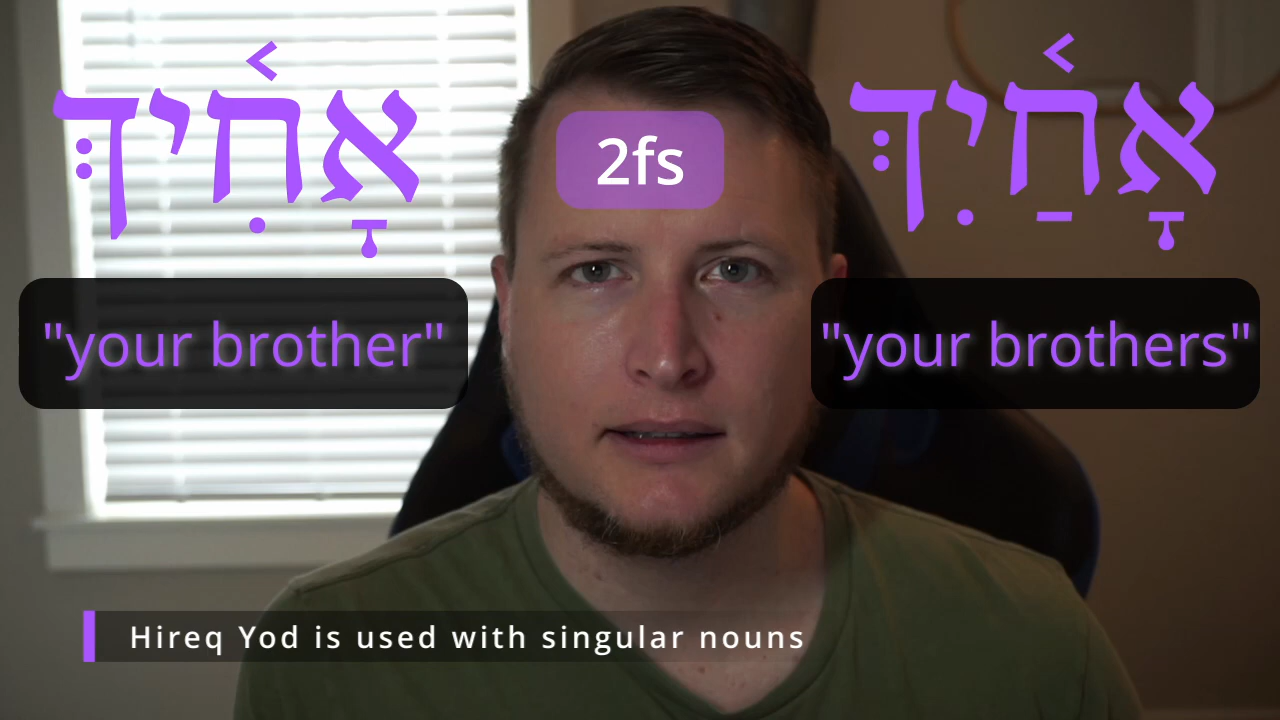 אָחִ֫יךְ
2fs
אָחַ֫יִךְ
"your brother"
"your brothers"
Hireq Yod is used with singular nouns